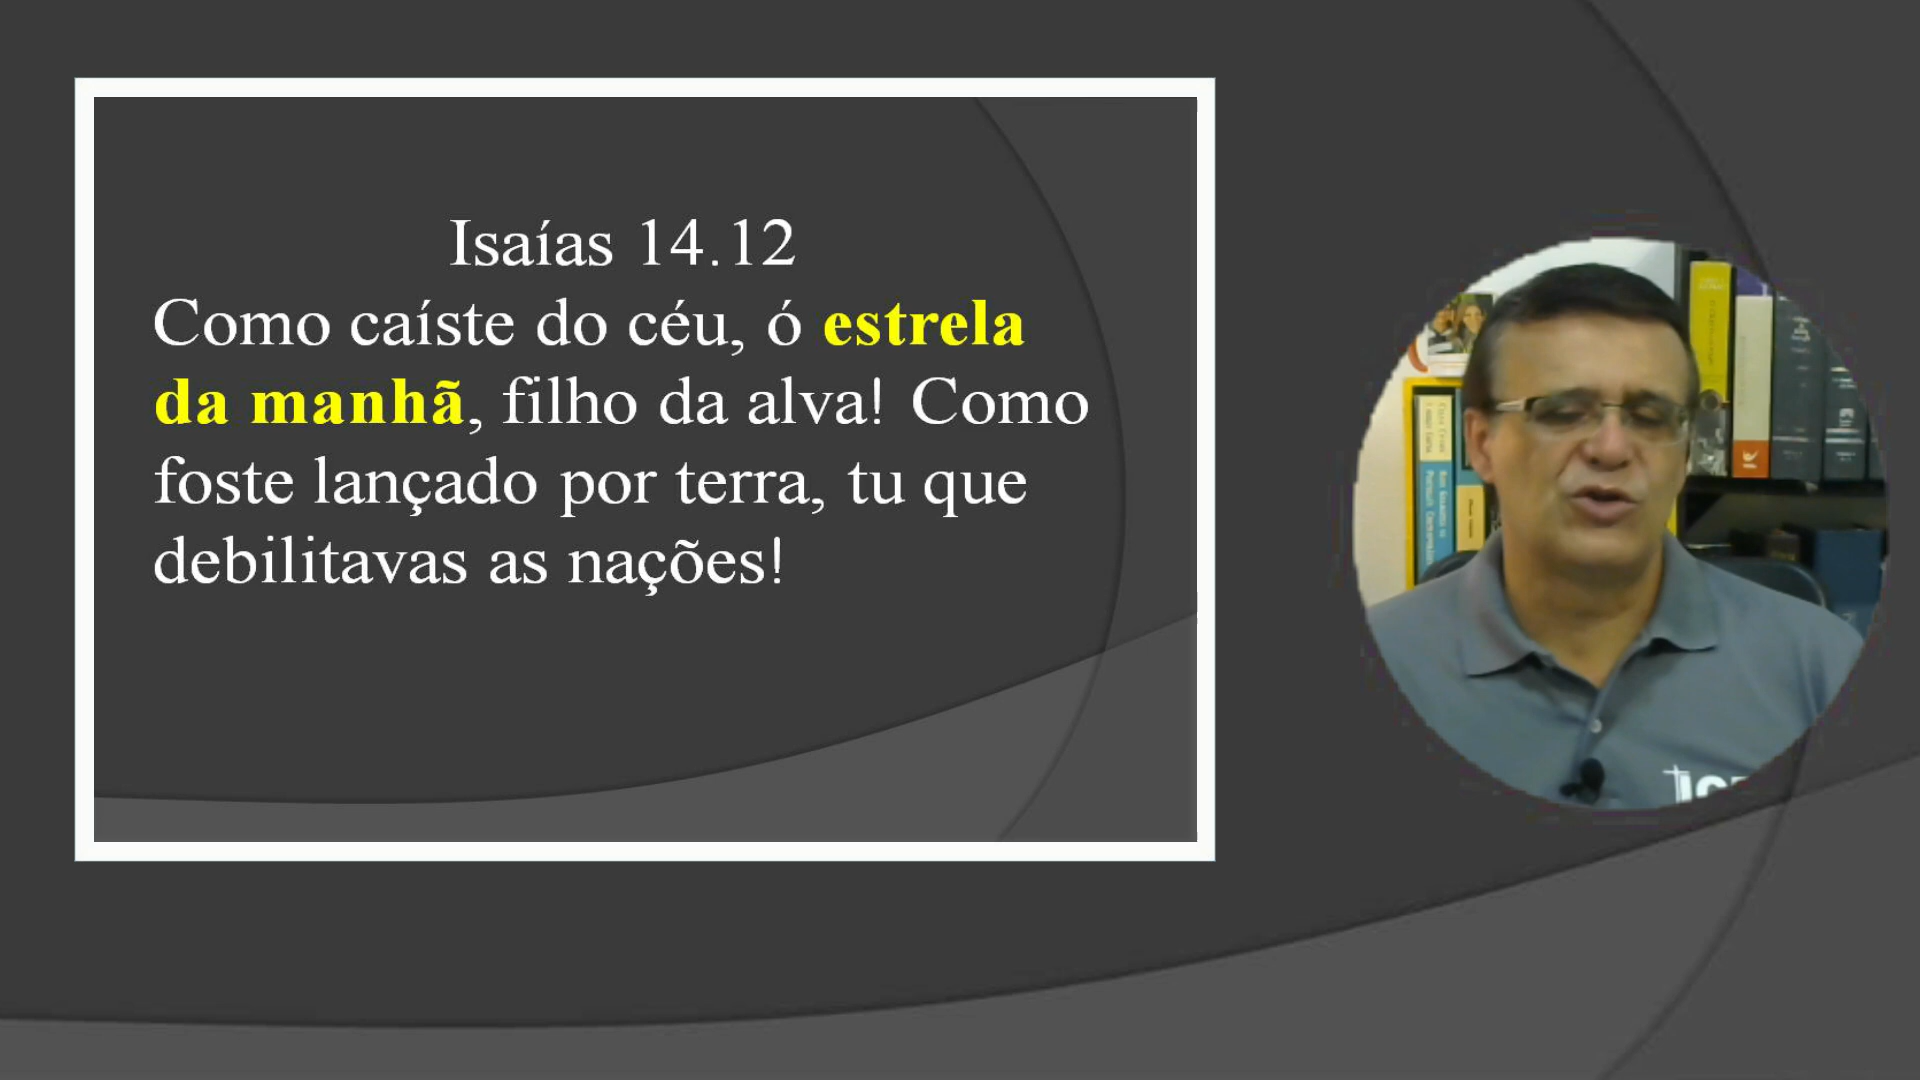 Isaías 14.12
Como caíste do céu, ó estrela
da manhã, filho da alva! Como
foste lançado por terra, tu que
debilitavas as nações!